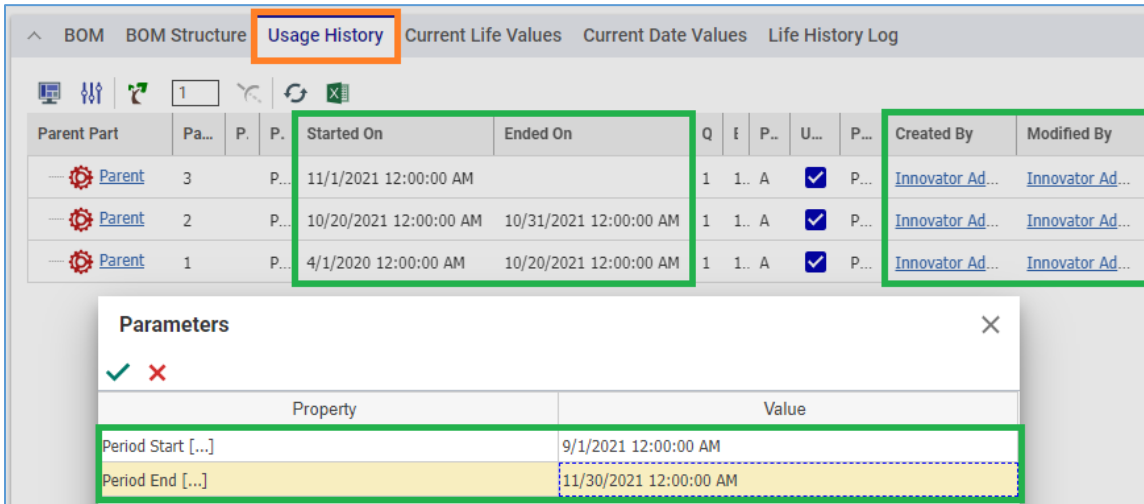 BOM BOM Structure Usage History Current Life Values Current Date Values Life History Log
1
Parent Part Pa... P. P. Started On Ended On Q E P... U... P... Created By Modified By
Parent 3 P... 11/1/2021 12:00:00 AM 1 1.. A P... Innovator Ad... Innovator Ad...
Parent 2 P... 10/20/2021 12:00:00 AM 10/31/2021 12:00:00 AM 1 1.. A P... Innovator Ad... Innovator Ad...
Parent 1 P... 4/1/2020 12:00:00 AM 10/20/2021 12:00:00 AM 1 1.. A P... Innovator Ad... Innovator Ad...
Parameters
Property Value
Period Start [...] 9/1/2021 12:00:00 AM
Period End [...] 11/30/2021 12:00:00 AM